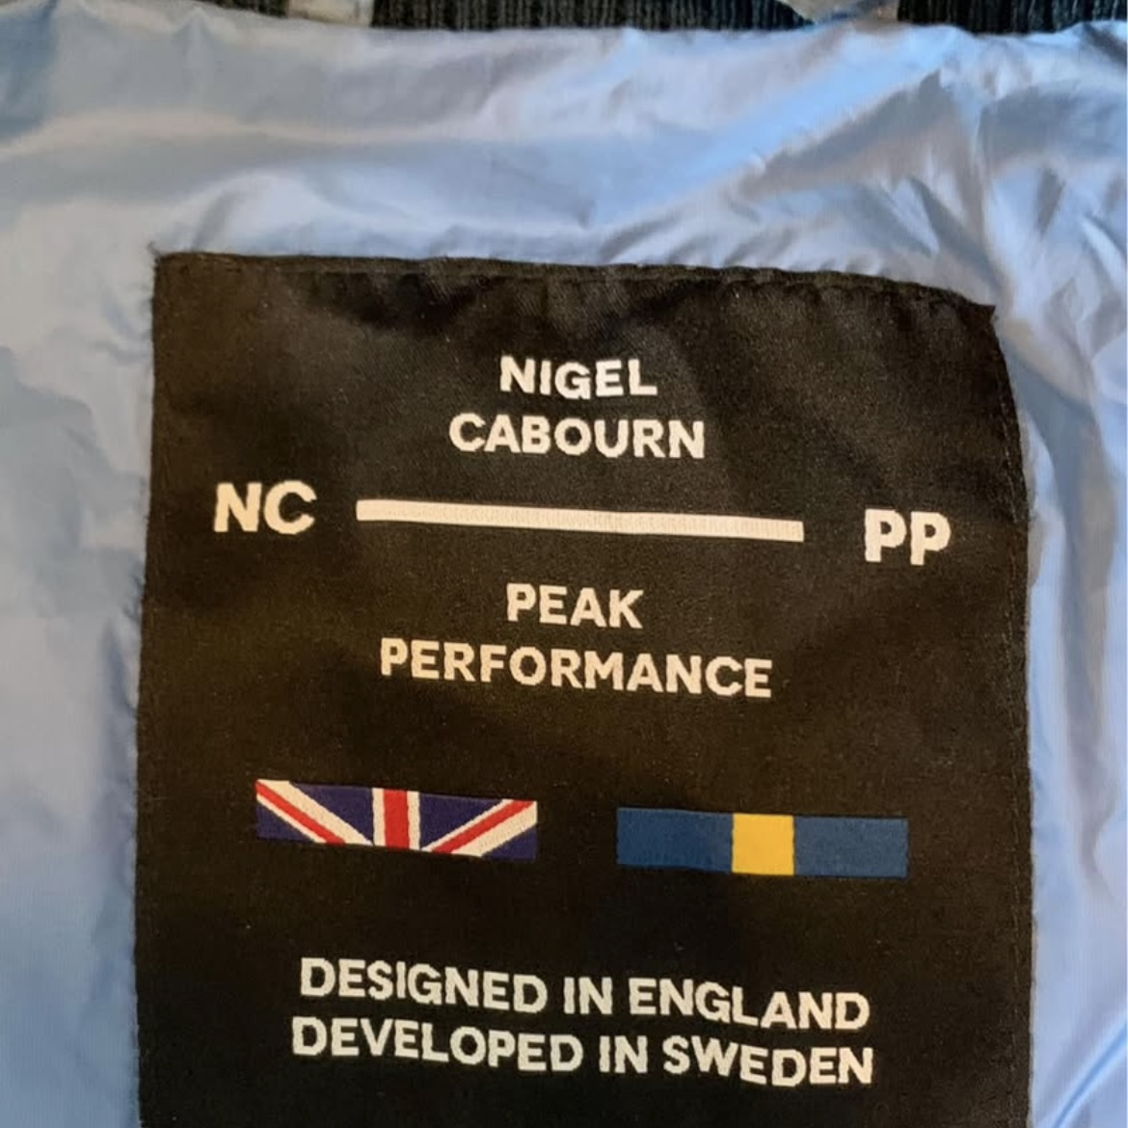 NIGEL
CABOURN
NC PP
PEAK
PERFORMANCE
DESIGNED IN ENGLAND
DEVELOPED IN SWEDEN